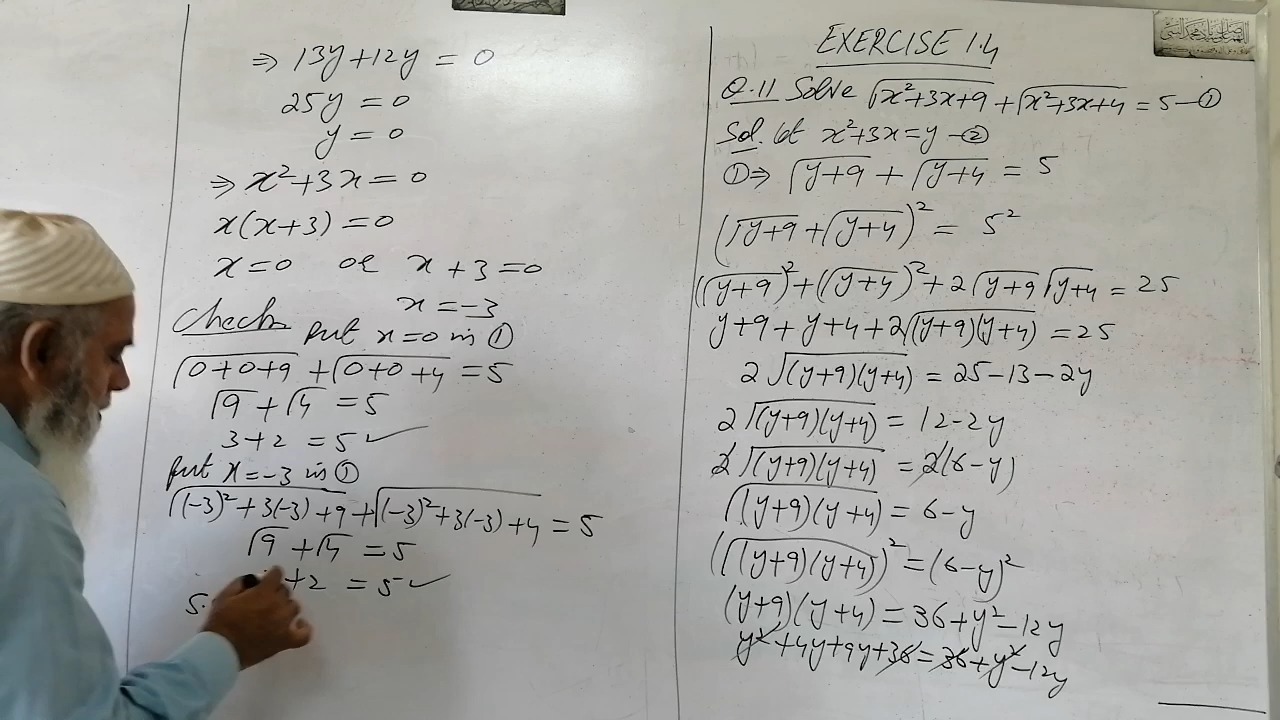 EXERCISE 1.4
Q.11 Solve √(x²+3x+9) + √(x²+3x+4) = 5 —①
Sol. let x²+3x=y —②
①⇒ √(y+9) + √(y+4) = 5
(√(y+9) + √(y+4))² = 5²
(√(y+9))² + (√(y+4))² + 2√(y+9) √(y+4) = 25
y+9+y+4+2√((y+9)(y+4)) = 25
2√((y+9)(y+4)) = 25-13-2y
2√((y+9)(y+4)) = 12-2y
2√((y+9)(y+4)) = 2(6-y)
√((y+9)(y+4)) = 6-y
(√((y+9)(y+4)))² = (6-y)²
(y+9)(y+4) = 36+y²-12y
y²+4y+9y+36 = 36+y²-12y
⇒ 13y+12y = 0
25y = 0
y = 0
⇒ x²+3x = 0
x(x+3) = 0
x=0 or x+3=0
x=-3
Check put x=0 in ①
√(0+0+9) + √(0+0+4) = 5
√9 + √4 = 5
3+2 = 5 ✓
put x=-3 in ①
√((-3)²+3(-3)+9) + √((-3)²+3(-3)+4) = 5
√9 + √4 = 5
+2 = 5 ✓
S.